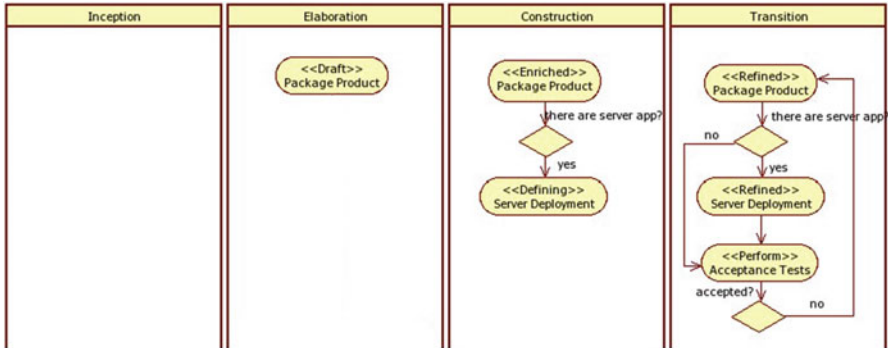 Inception
Elaboration
Construction
Transition
<<Draft>>
Package Product
<<Enriched>>
Package Product
there are server app?
yes
<<Defining>>
Server Deployment
<<Refined>>
Package Product
there are server app?
no
yes
<<Refined>>
Server Deployment
<<Perform>>
Acceptance Tests
accepted?
no